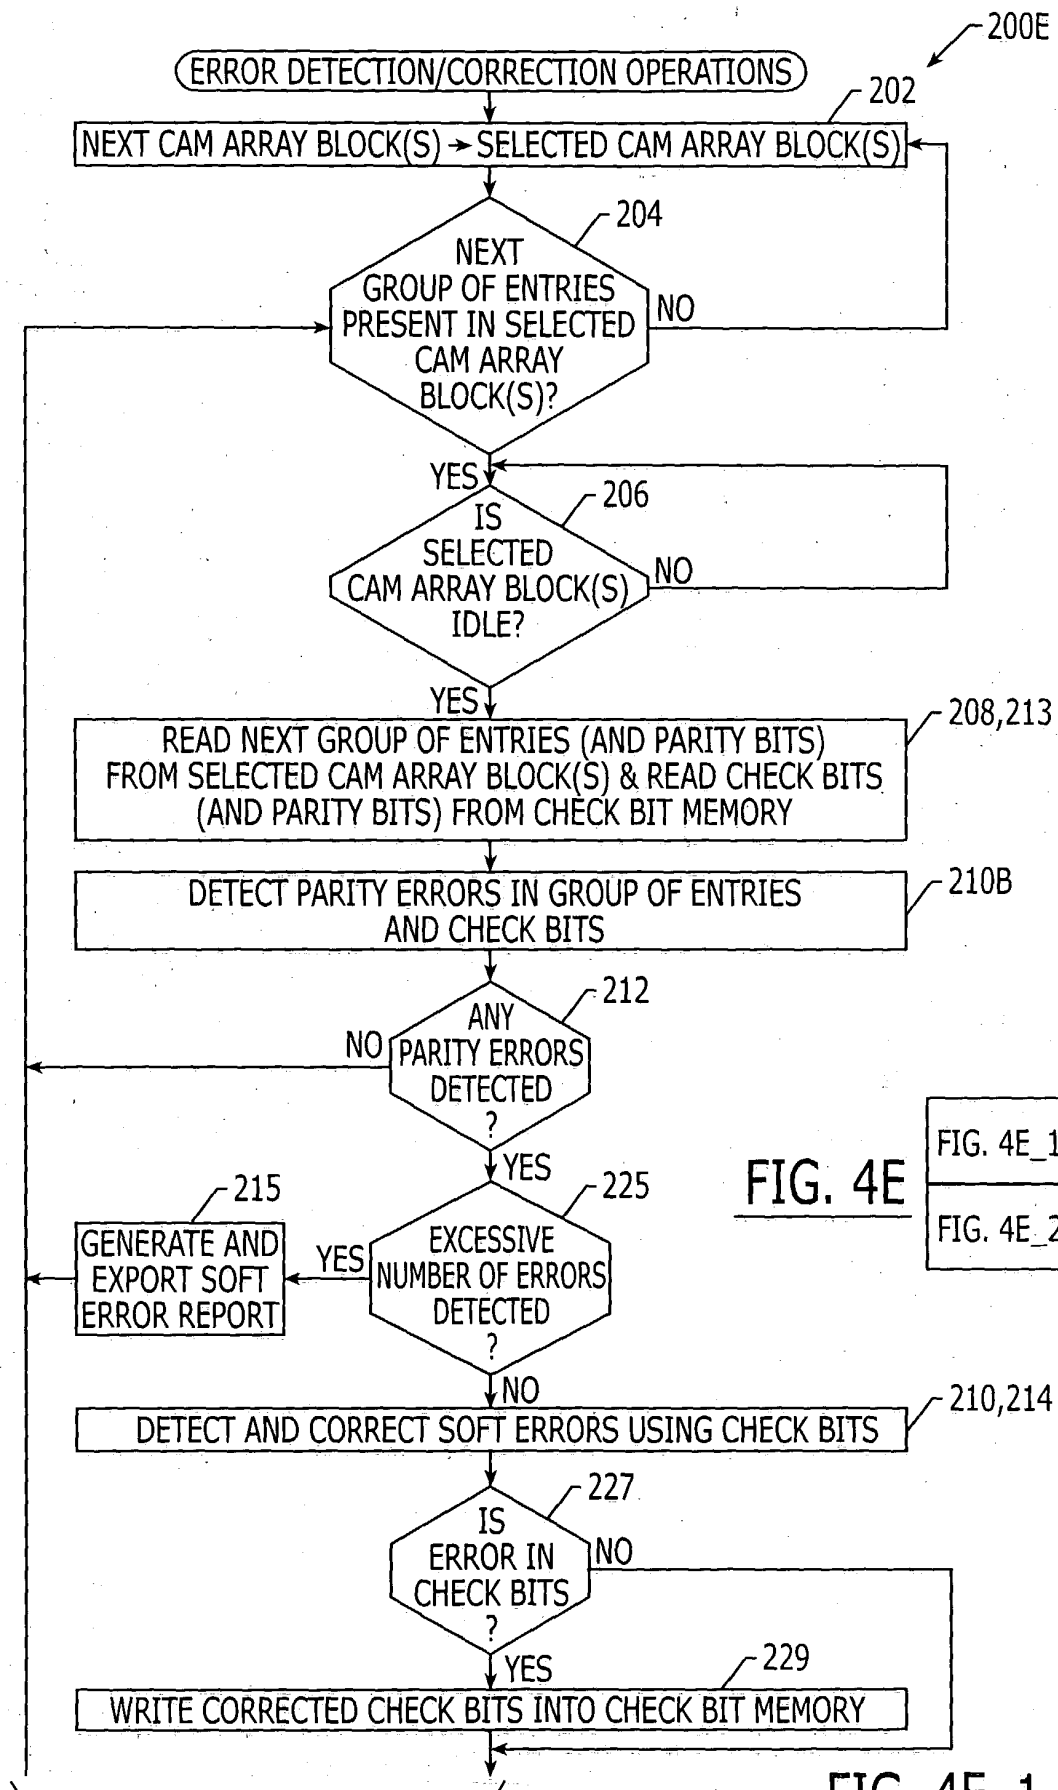 200E
ERROR DETECTION/CORRECTION OPERATIONS
202
NEXT CAM ARRAY BLOCK(S) → SELECTED CAM ARRAY BLOCK(S)
204
NEXT
GROUP OF ENTRIES
PRESENT IN SELECTED
CAM ARRAY
BLOCK(S)?
NO
YES
206
IS
SELECTED
CAM ARRAY BLOCK(S)
IDLE?
NO
YES
208,213
READ NEXT GROUP OF ENTRIES (AND PARITY BITS)
FROM SELECTED CAM ARRAY BLOCK(S) & READ CHECK BITS
(AND PARITY BITS) FROM CHECK BIT MEMORY
210B
DETECT PARITY ERRORS IN GROUP OF ENTRIES
AND CHECK BITS
212
ANY
PARITY ERRORS
DETECTED
?
NO
YES
FIG. 4E
FIG. 4E_1
FIG. 4E_2
225
EXCESSIVE
NUMBER OF ERRORS
DETECTED
?
YES
215
GENERATE AND
EXPORT SOFT
ERROR REPORT
NO
210,214
DETECT AND CORRECT SOFT ERRORS USING CHECK BITS
227
IS
ERROR IN
CHECK BITS
?
NO
YES
229
WRITE CORRECTED CHECK BITS INTO CHECK BIT MEMORY
FIG. 4E_1